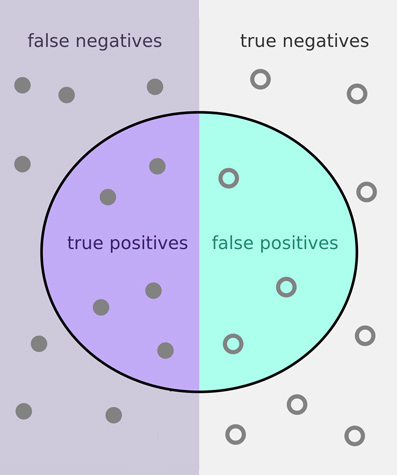 false negatives
true negatives
true positives
false positives